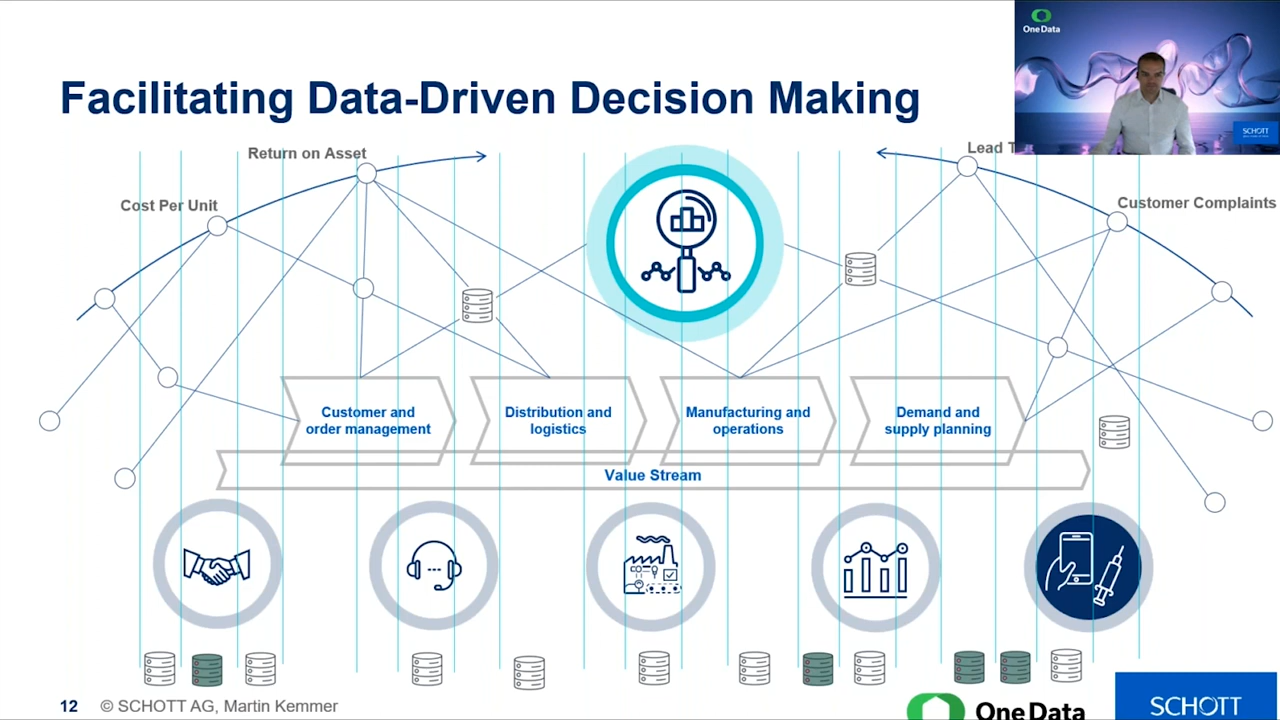 OneData
SCHOTT
Facilitating Data-Driven Decision Making
Return on Asset
Lead T
Cost Per Unit
Customer Complaints
Customer and
order management
Distribution and
logistics
Manufacturing and
operations
Demand and
supply planning
Value Stream
12 © SCHOTT AG, Martin Kemmer
One Data
SCHOTT